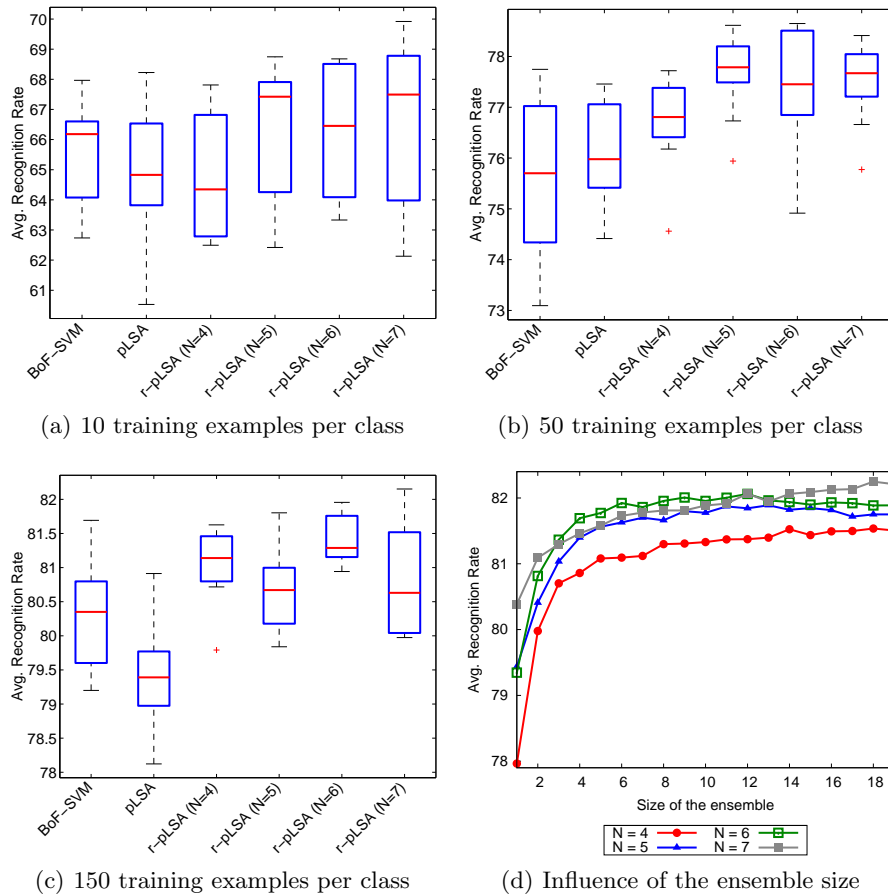 70
69
68
67
66
65
64
63
62
61
Avg. Recognition Rate
BoF−SVM
pLSA
r−pLSA (N=4)
r−pLSA (N=5)
r−pLSA (N=6)
r−pLSA (N=7)
(a) 10 training examples per class
78
77
76
75
74
73
Avg. Recognition Rate
BoF−SVM
pLSA
r−pLSA (N=4)
r−pLSA (N=5)
r−pLSA (N=6)
r−pLSA (N=7)
(b) 50 training examples per class
82
81.5
81
80.5
80
79.5
79
78.5
78
Avg. Recognition Rate
BoF−SVM
pLSA
r−pLSA (N=4)
r−pLSA (N=5)
r−pLSA (N=6)
r−pLSA (N=7)
(c) 150 training examples per class
82
81
80
79
78
Avg. Recognition Rate
2 4 6 8 10 12 14 16 18
Size of the ensemble
N = 4 N = 6
N = 5 N = 7
(d) Influence of the ensemble size